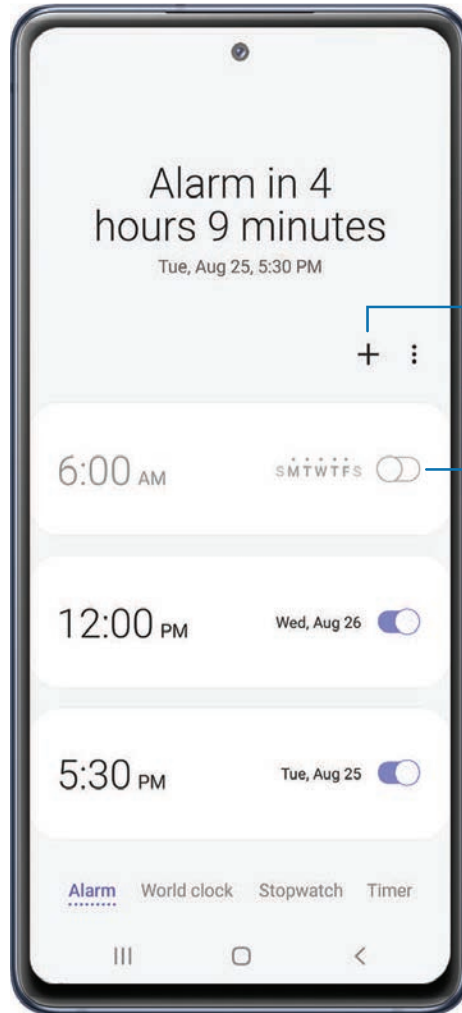 Alarm in 4
hours 9 minutes
Tue, Aug 25, 5:30 PM
6:00 AM SMTWTFS
12:00 PM Wed, Aug 26
5:30 PM Tue, Aug 25
Alarm World clock Stopwatch Timer